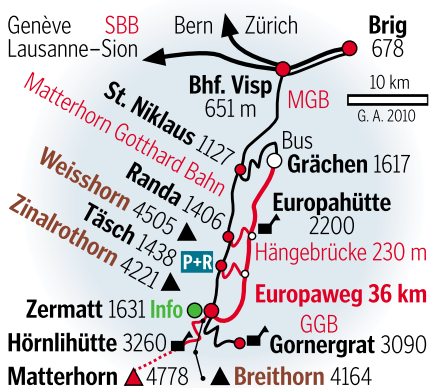 Genève SBB
Lausanne–Sion
Bern Zürich
Brig
678
Bhf. Visp
651 m
MGB
10 km
G. A. 2010
St. Niklaus 1127
Matterhorn Gotthard Bahn
Bus
Grächen 1617
Randa 1406
Weisshorn 4505
Europahütte
2200
Täsch 1438
Zinalrothorn 4221
Hängebrücke 230 m
P+R
Europaweg 36 km
Zermatt 1631 Info
GGB
Hörnlihütte 3260
Gornergrat 3090
Matterhorn 4778
Breithorn 4164